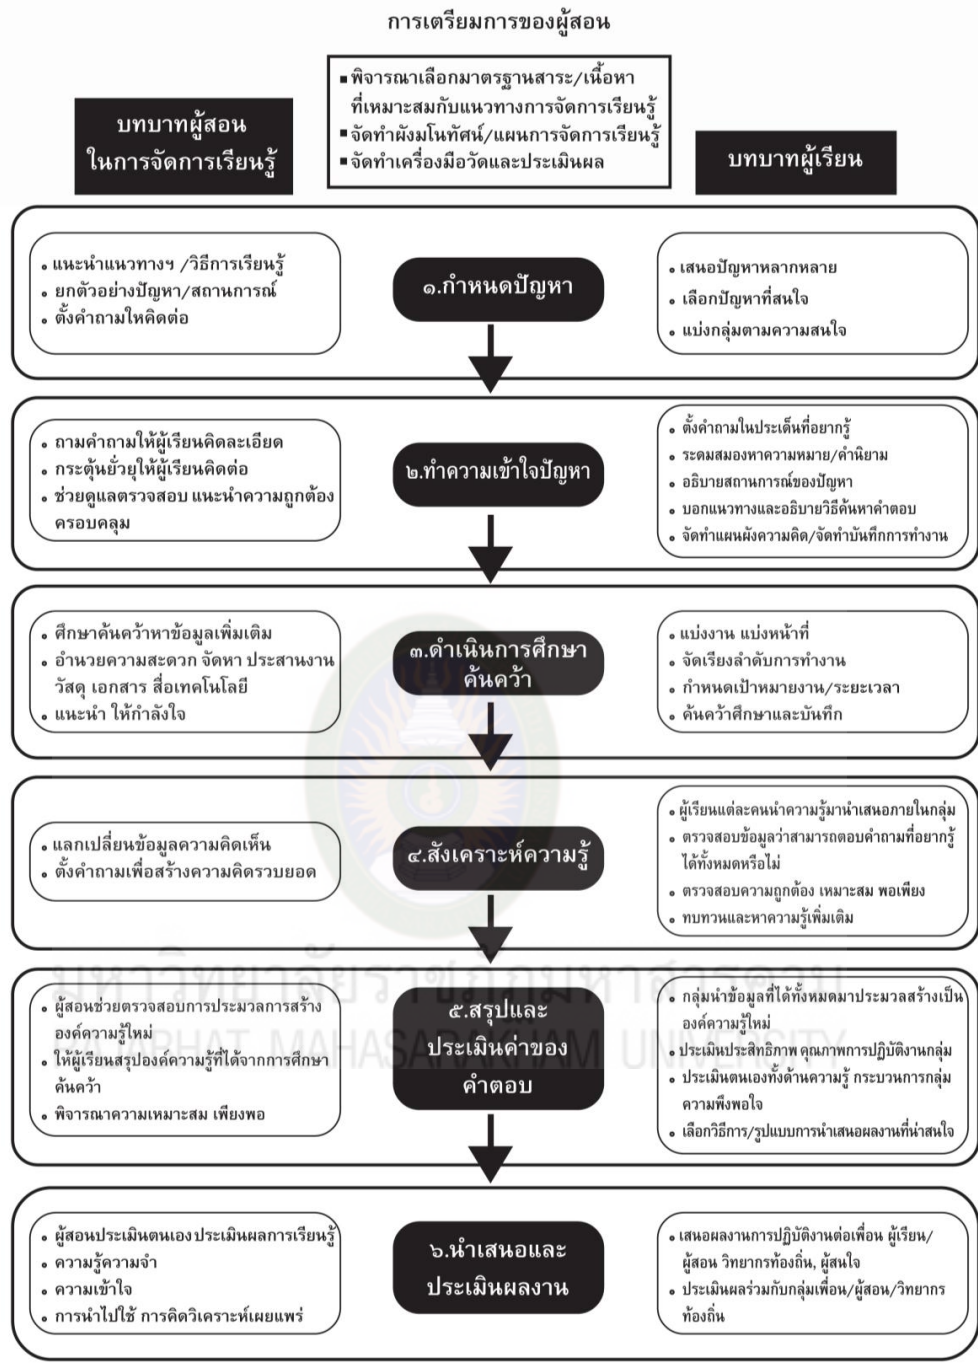 การเตรียมการของผู้สอน
▪ พิจารณาเลือกมาตรฐานสาระ/เนื้อหา
ที่เหมาะสมกับแนวทางการจัดการเรียนรู้
▪ จัดทำผังมโนทัศน์/แผนการจัดการเรียนรู้
▪ จัดทำเครื่องมือวัดและประเมินผล
บทบาทผู้สอน
ในการจัดการเรียนรู้
บทบาทผู้เรียน
• แนะนำแนวทางฯ /วิธีการเรียนรู้
• ยกตัวอย่างปัญหา/สถานการณ์
• ตั้งคำถามใหคิดต่อ
๑.กำหนดปัญหา
• เสนอปัญหาหลากหลาย
• เลือกปัญหาที่สนใจ
• แบ่งกลุ่มตามความสนใจ
• ถามคำถามให้ผู้เรียนคิดละเอียด
• กระตุ้นยั่วยุให้ผู้เรียนคิดต่อ
• ช่วยดูแลตรวจสอบ แนะนำความถูกต้อง
ครอบคลุม
๒.ทำความเข้าใจปัญหา
• ตั้งคำถามในประเด็นที่อยากรู้
• ระดมสมองหาความหมาย/คำนิยาม
• อธิบายสถานการณ์ของปัญหา
• บอกแนวทางและอธิบายวิธีค้นหาคำตอบ
• จัดทำแผนผังความคิด/จัดทำบันทึกการทำงาน
• ศึกษาค้นคว้าหาข้อมูลเพิ่มเติม
• อำนวยความสะดวก จัดหา ประสานงาน
วัสดุ เอกสาร สื่อเทคโนโลยี
• แนะนำ ให้กำลังใจ
๓.ดำเนินการศึกษา
ค้นคว้า
• แบ่งงาน แบ่งหน้าที่
• จัดเรียงลำดับการทำงาน
• กำหนดเป้าหมายงาน/ระยะเวลา
• ค้นคว้าศึกษาและบันทึก
• แลกเปลี่ยนข้อมูลความคิดเห็น
• ตั้งคำถามเพื่อสร้างความคิดรวบยอด
๔.สังเคราะห์ความรู้
• ผู้เรียนแต่ละคนนำความรู้มานำเสนอภายในกลุ่ม
• ตรวจสอบข้อมูลว่าสามารถตอบคำถามที่อยากรู้
ได้ทั้งหมดหรือไม่
• ตรวจสอบความถูกต้อง เหมาะสม พอเพียง
• ทบทวนและหาความรู้เพิ่มเติม
มหาวิทยาลัยราชภัฏมหาสารคาม
RAJABHAT MAHASARAKHAM UNIVERSITY
• ผู้สอนช่วยตรวจสอบการประมวลการสร้าง
องค์ความรู้ใหม่
• ให้ผู้เรียนสรุปองค์ความรู้ที่ได้จากการศึกษา
ค้นคว้า
• พิจารณาความเหมาะสม เพียงพอ
๕.สรุปและ
ประเมินค่าของ
คำตอบ
• กลุ่มนำข้อมูลที่ได้ทั้งหมดมาประมวลสร้างเป็น
องค์ความรู้ใหม่
• ประเมินประสิทธิภาพ คุณภาพการปฏิบัติงานกลุ่ม
• ประเมินตนเองทั้งด้านความรู้ กระบวนการกลุ่ม
ความพึงพอใจ
• เลือกวิธีการ/รูปแบบการนำเสนอผลงานที่น่าสนใจ
• ผู้สอนประเมินตนเอง ประเมินผลการเรียนรู้
• ความรู้ความจำ
• ความเข้าใจ
• การนำไปใช้ การคิดวิเคราะห์เผยแพร่
๖.นำเสนอและ
ประเมินผลงาน
• เสนอผลงานการปฏิบัติงานต่อเพื่อน ผู้เรียน/
ผู้สอน วิทยากรท้องถิ่น, ผู้สนใจ
• ประเมินผลร่วมกับกลุ่มเพื่อน/ผู้สอน/วิทยากร
ท้องถิ่น